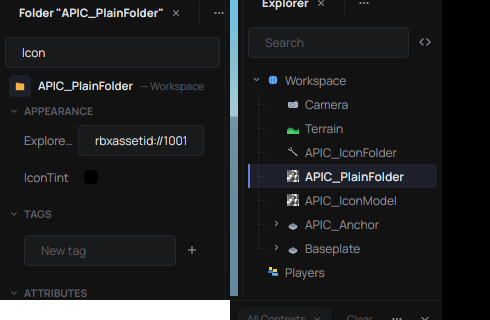 Folder "APIC_PlainFolder" ×
Icon
APIC_PlainFolder — Workspace
APPEARANCE
Explore... rbxassetid://1001
IconTint
TAGS
New tag +
ATTRIBUTES
Explorer ×
Search
Workspace
Camera
Terrain
APIC_IconFolder
APIC_PlainFolder
APIC_IconModel
APIC_Anchor
Baseplate
Players
All Contexts × Clear